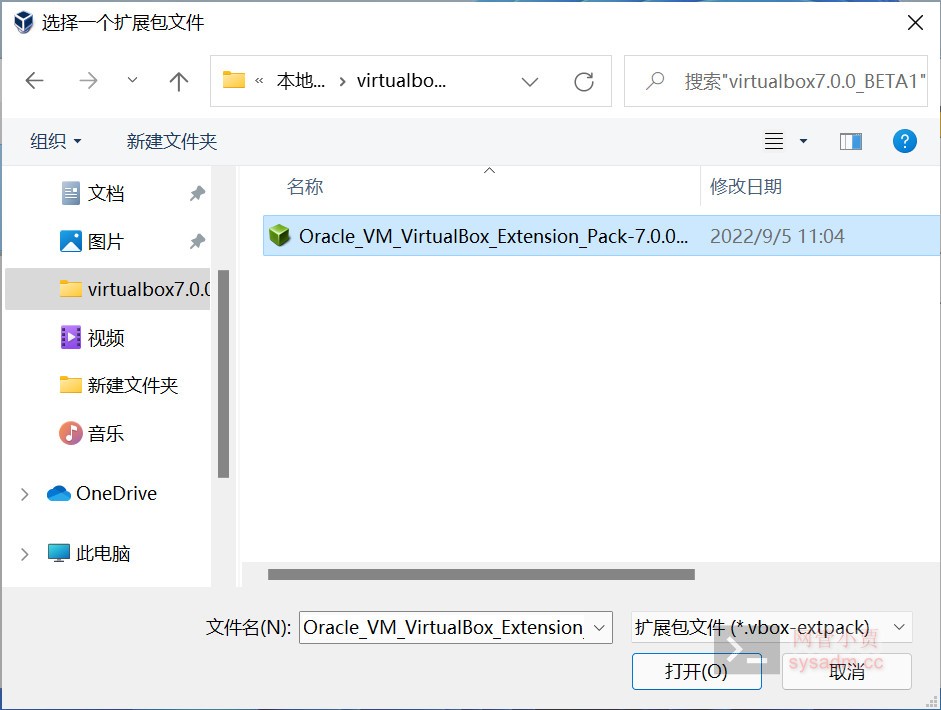 选择一个扩展包文件
« 本地... › virtualbo...
搜索"virtualbox7.0.0_BETA1"
组织
新建文件夹
?
名称
修改日期
文档
图片
virtualbox7.0.0
视频
新建文件夹
音乐
OneDrive
此电脑
Oracle_VM_VirtualBox_Extension_Pack-7.0.0... 2022/9/5 11:04
文件名(N): Oracle_VM_VirtualBox_Extension_ 扩展包文件 (*.vbox-extpack)
打开(O) 取消
网管小贾
sysadm.cc